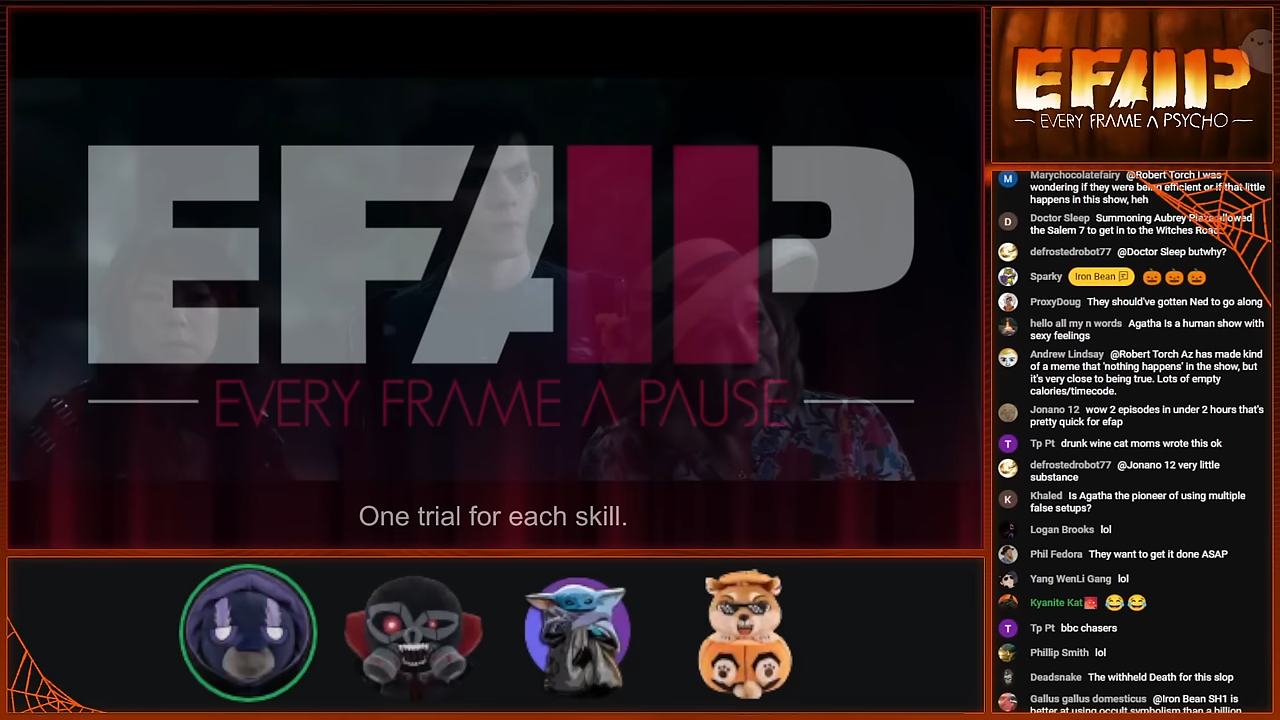 EFAP
EVERY FRAME A PAUSE
One trial for each skill.
EFAP
EVERY FRAME A PSYCHO
M
Marychocolatefairy @Robert Torch I was
wondering if they were being efficient or if that little
happens in this show, heh
D
Doctor Sleep Summoning Aubrey Plaza allowed
the Salem 7 to get in to the Witches Road
defrostedrobot77 @Doctor Sleep butwhy?
Sparky Iron Bean 🎃🎃🎃
ProxyDoug They should've gotten Ned to go along
hello all my n words Agatha Is a human show with
sexy feelings
Andrew Lindsay @Robert Torch Az has made kind
of a meme that 'nothing happens' in the show, but
it's very close to being true. Lots of empty
calories/timecode.
Jonano 12 wow 2 episodes in under 2 hours that's
pretty quick for efap
T
Tp Pt drunk wine cat moms wrote this ok
defrostedrobot77 @Jonano 12 very little
substance
K
Khaled Is Agatha the pioneer of using multiple
false setups?
Logan Brooks lol
Phil Fedora They want to get it done ASAP
Yang WenLi Gang lol
Kyanite Kat 😂😂
T
Tp Pt bbc chasers
Phillip Smith lol
Deadsnake The withheld Death for this slop
Gallus gallus domesticus @Iron Bean SH1 is
better at using occult symbolism than a billion